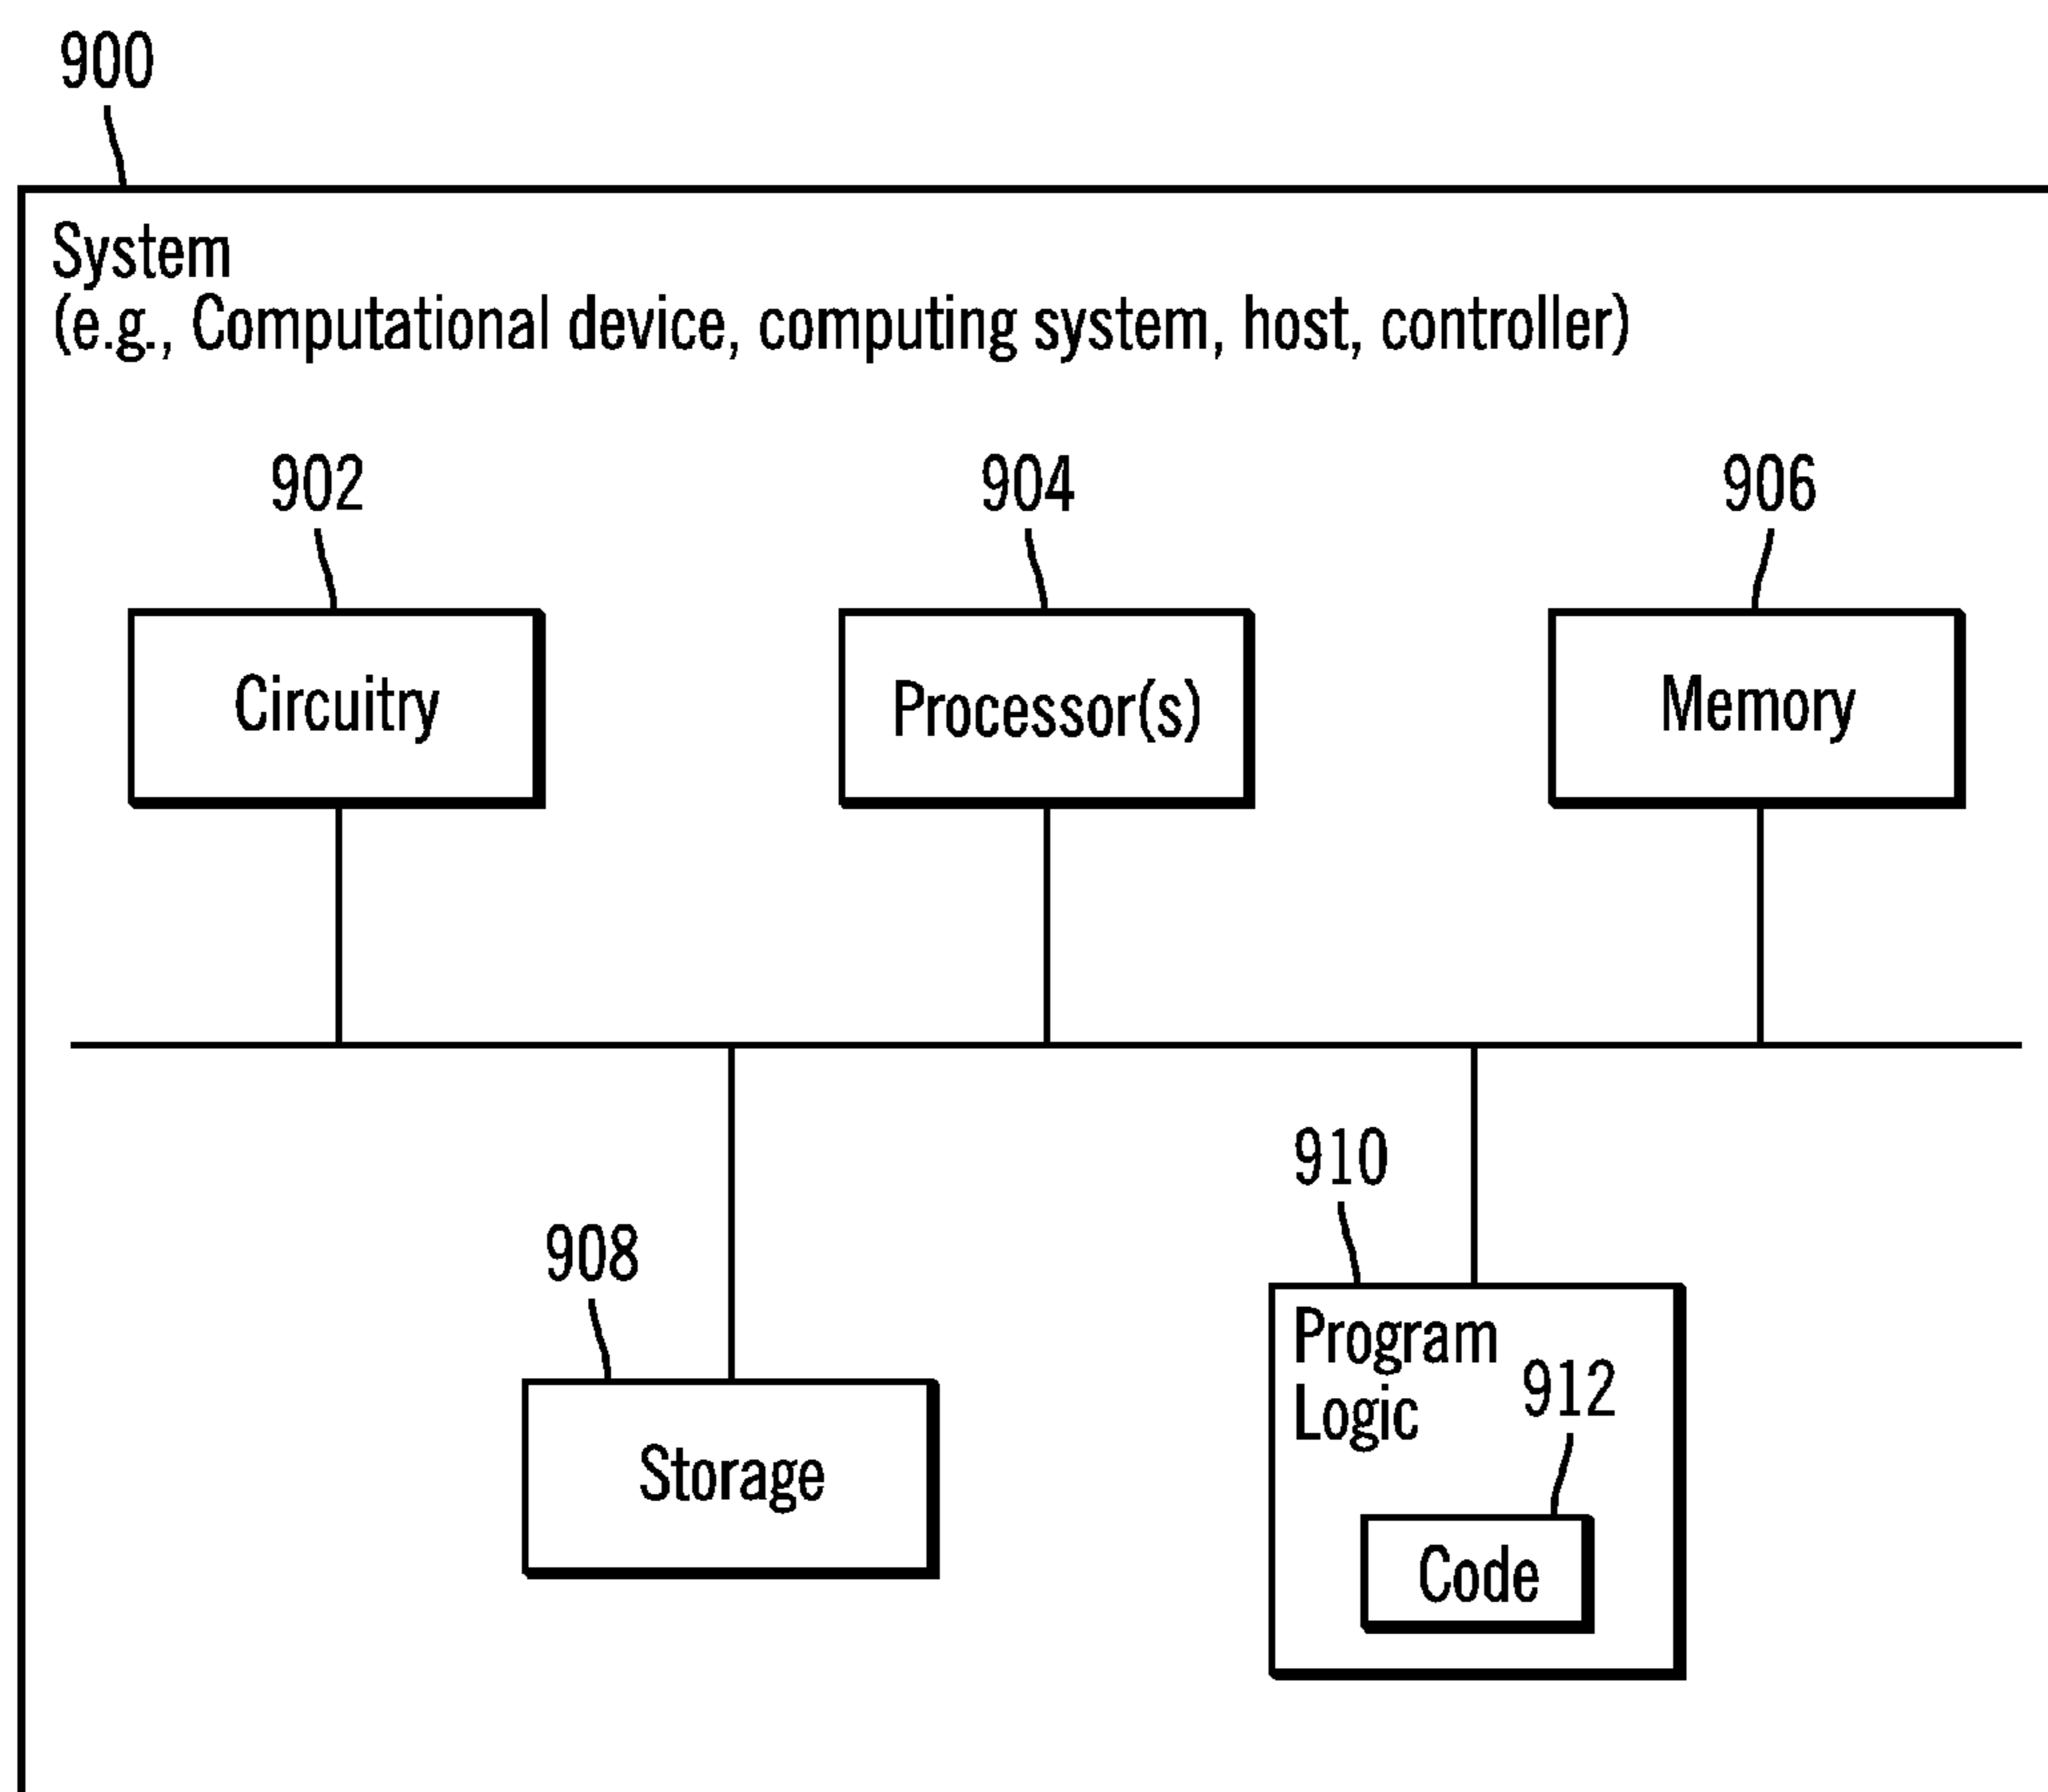 900
System
(e.g., Computational device, computing system, host, controller)
902
904
906
Circuitry
Processor(s)
Memory
910
908
Program
Logic
912
Storage
Code